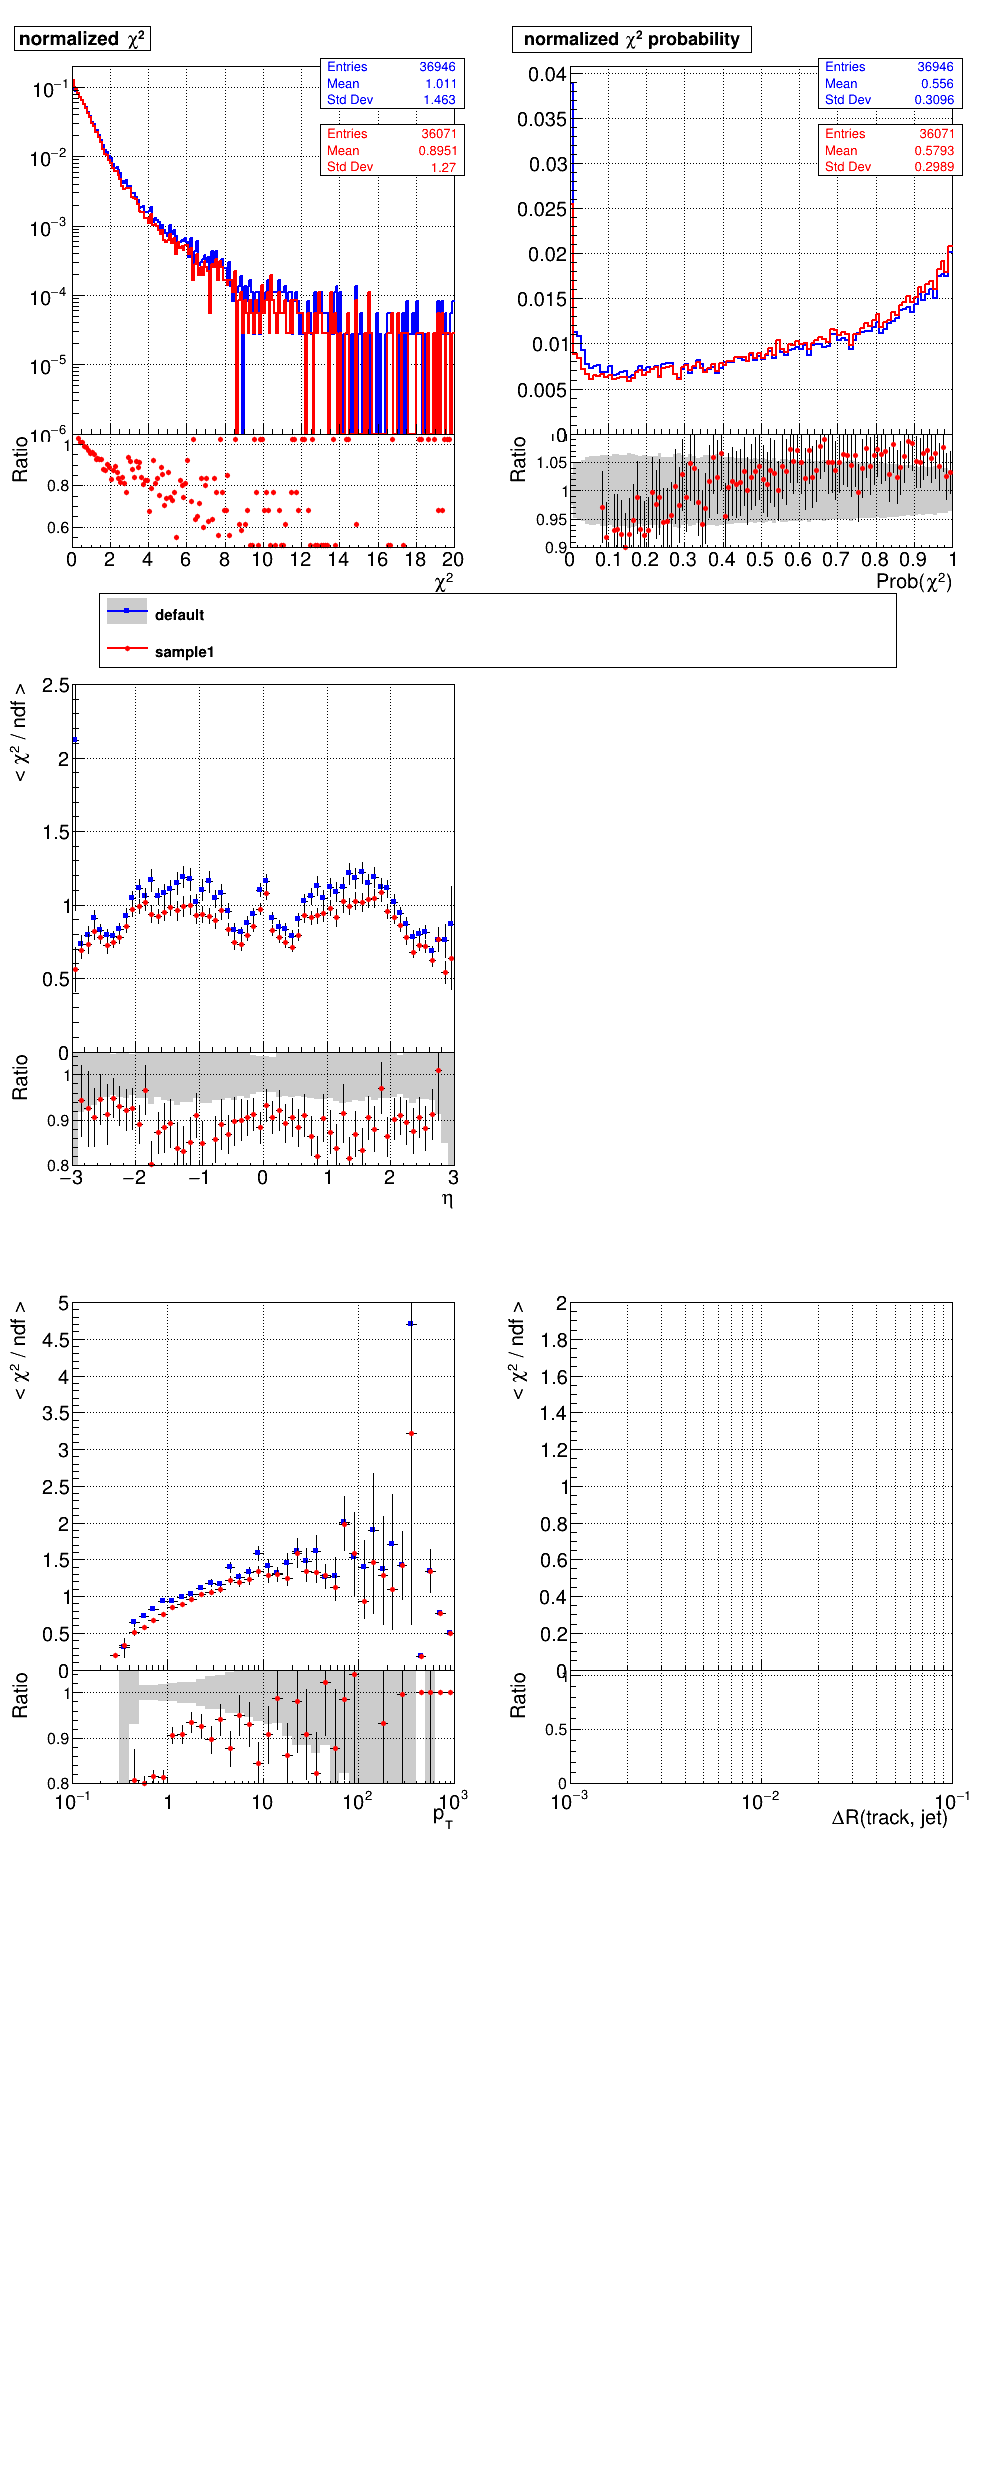 normalized χ²
Entries 36946
Mean 1.011
Std Dev 1.463
Entries 36071
Mean 0.8951
Std Dev 1.27
10⁻¹
10⁻²
10⁻³
10⁻⁴
10⁻⁵
10⁻⁶
Ratio
1
0.8
0.6
0 2 4 6 8 10 12 14 16 18 20
χ²
normalized χ² probability
Entries 36946
Mean 0.556
Std Dev 0.3096
Entries 36071
Mean 0.5793
Std Dev 0.2989
0.04
0.035
0.03
0.025
0.02
0.015
0.01
0.005
0
Ratio
1.05
1
0.95
0.9
0 0.1 0.2 0.3 0.4 0.5 0.6 0.7 0.8 0.9 1
Prob(χ²)
default
sample1
< χ² / ndf >
2.5
2
1.5
1
0.5
0
Ratio
1
0.9
0.8
−3 −2 −1 0 1 2 3
η
< χ² / ndf >
5
4.5
4
3.5
3
2.5
2
1.5
1
0.5
0
Ratio
1
0.9
0.8
10⁻¹ 1 10 10² 10³
p_T
< χ² / ndf >
2
1.8
1.6
1.4
1.2
1
0.8
0.6
0.4
0.2
0
Ratio
1
0.5
0
10⁻³ 10⁻² 10⁻¹
ΔR(track, jet)